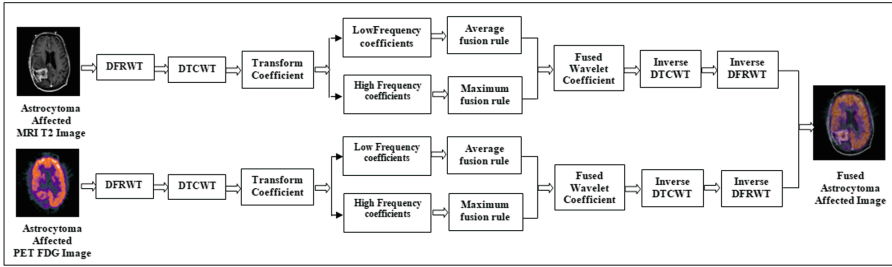 LowFrequency
coefficients
Average
fusion rule
DFRWT
DTCWT
Transform
Coefficient
High Frequency
coefficients
Maximum
fusion rule
Fused
Wavelet
Coefficient
Inverse
DTCWT
Inverse
DFRWT
Astrocytoma
Affected
MRI T2 Image
Low Frequency
coefficients
Average
fusion rule
DFRWT
DTCWT
Transform
Coefficient
High Frequency
coefficients
Maximum
fusion rule
Fused
Wavelet
Coefficient
Inverse
DTCWT
Inverse
DFRWT
Astrocytoma
Affected
PET FDG Image
Fused
Astrocytoma
Affected Image